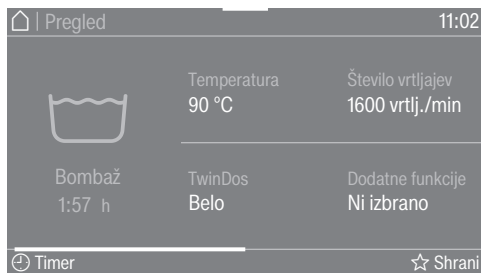 | Pregled 11:02
Temperatura Število vrtljajev
90 °C 1600 vrtlj./min
Bombaž TwinDos Dodatne funkcije
1:57 h Belo Ni izbrano
Timer Shrani